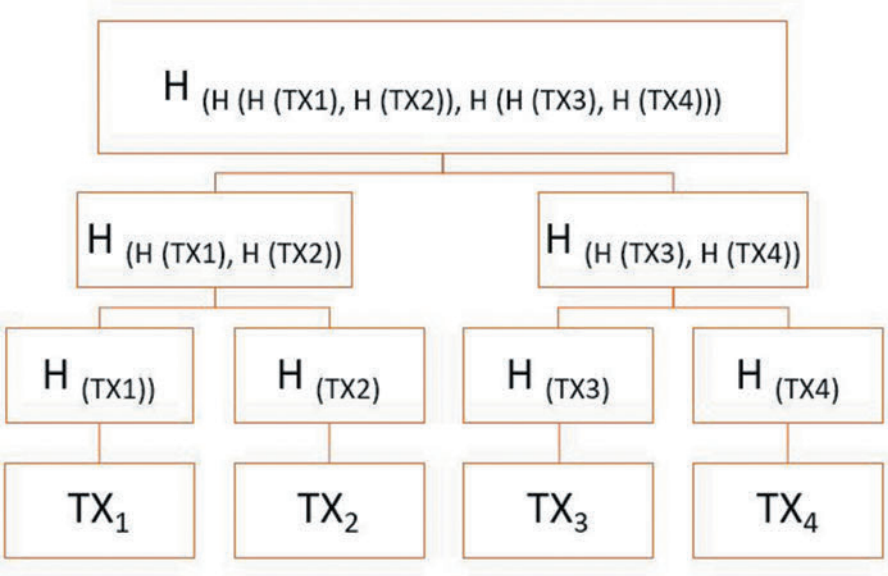 H (H (H (TX1), H (TX2)), H (H (TX3), H (TX4)))
H (H (TX1), H (TX2))
H (H (TX3), H (TX4))
H (TX1))
H (TX2)
H (TX3)
H (TX4)
TX1
TX2
TX3
TX4